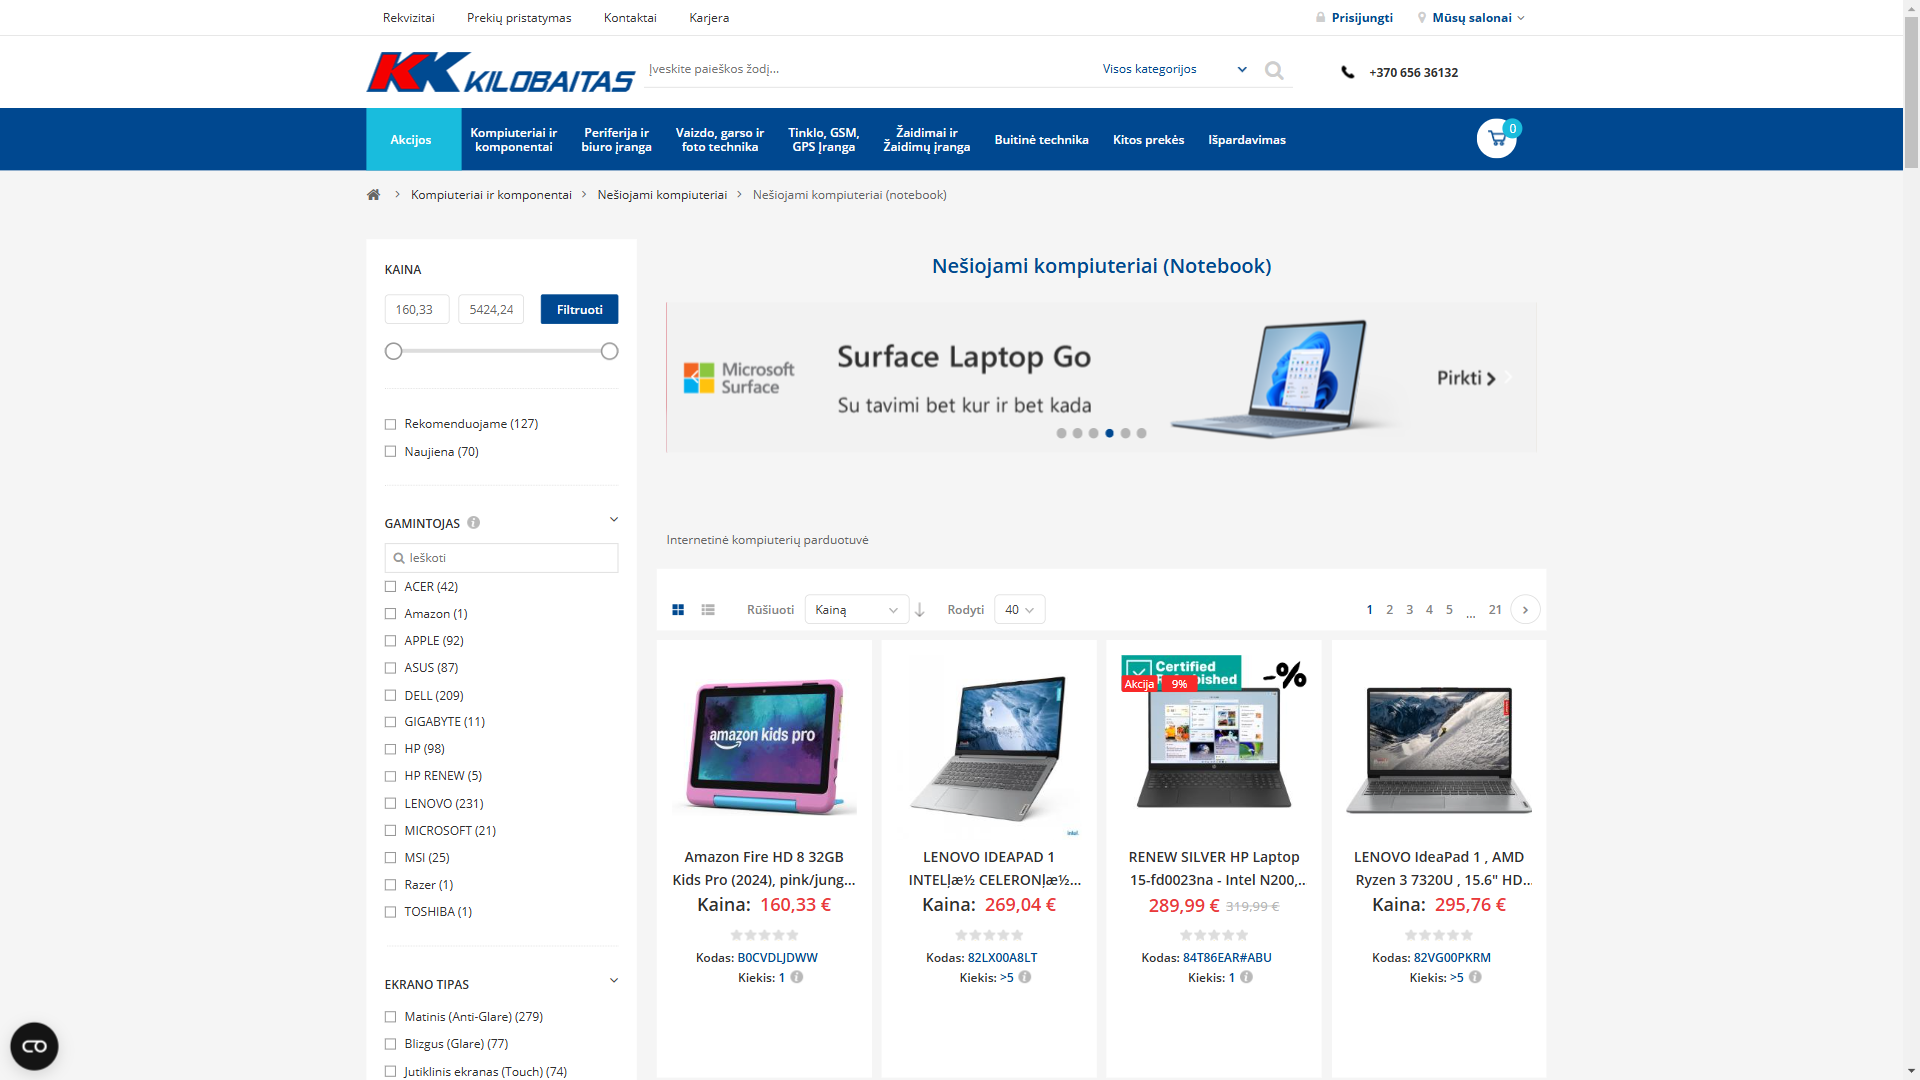 Rekvizitai
Prekių pristatymas
Kontaktai
Karjera
Prisijungti
Mūsų salonai
KK KILOBAITAS
Įveskite paieškos žodį...
Visos kategorijos
+370 656 36132
Akcijos
Kompiuteriai ir
komponentai
Periferija ir
biuro įranga
Vaizdo, garso ir
foto technika
Tinklo, GSM,
GPS Įranga
Žaidimai ir
Žaidimų įranga
Buitinė technika
Kitos prekės
Išpardavimas
0
Kompiuteriai ir komponentai
Nešiojami kompiuteriai
Nešiojami kompiuteriai (notebook)
KAINA
160,33
5424,24
Filtruoti
Rekomenduojame (127)
Naujiena (70)
GAMINTOJAS
Ieškoti
ACER (42)
Amazon (1)
APPLE (92)
ASUS (87)
DELL (209)
GIGABYTE (11)
HP (98)
HP RENEW (5)
LENOVO (231)
MICROSOFT (21)
MSI (25)
Razer (1)
TOSHIBA (1)
EKRANO TIPAS
Matinis (Anti-Glare) (279)
Blizgus (Glare) (77)
Jutiklinis ekranas (Touch) (74)
Nešiojami kompiuteriai (Notebook)
Microsoft
Surface
Surface Laptop Go
Su tavimi bet kur ir bet kada
Pirkti
Internetinė kompiuterių parduotuvė
Rūšiuoti
Kainą
Rodyti
40
1 2 3 4 5 ... 21
amazon kids pro
Amazon Fire HD 8 32GB
Kids Pro (2024), pink/jung...
Kaina: 160,33 €
Kodas: B0CVDLJDWW
Kiekis: 1
intel
LENOVO IDEAPAD 1
INTELļæ½ CELERONļæ½...
Kaina: 269,04 €
Kodas: 82LX00A8LT
Kiekis: >5
Certified
Akcija 9%
-%
RENEW SILVER HP Laptop
15-fd0023na - Intel N200,..
289,99 € 319,99 €
Kodas: 84T86EAR#ABU
Kiekis: 1
LENOVO IdeaPad 1 , AMD
Ryzen 3 7320U , 15.6" HD..
Kaina: 295,76 €
Kodas: 82VG00PKRM
Kiekis: >5